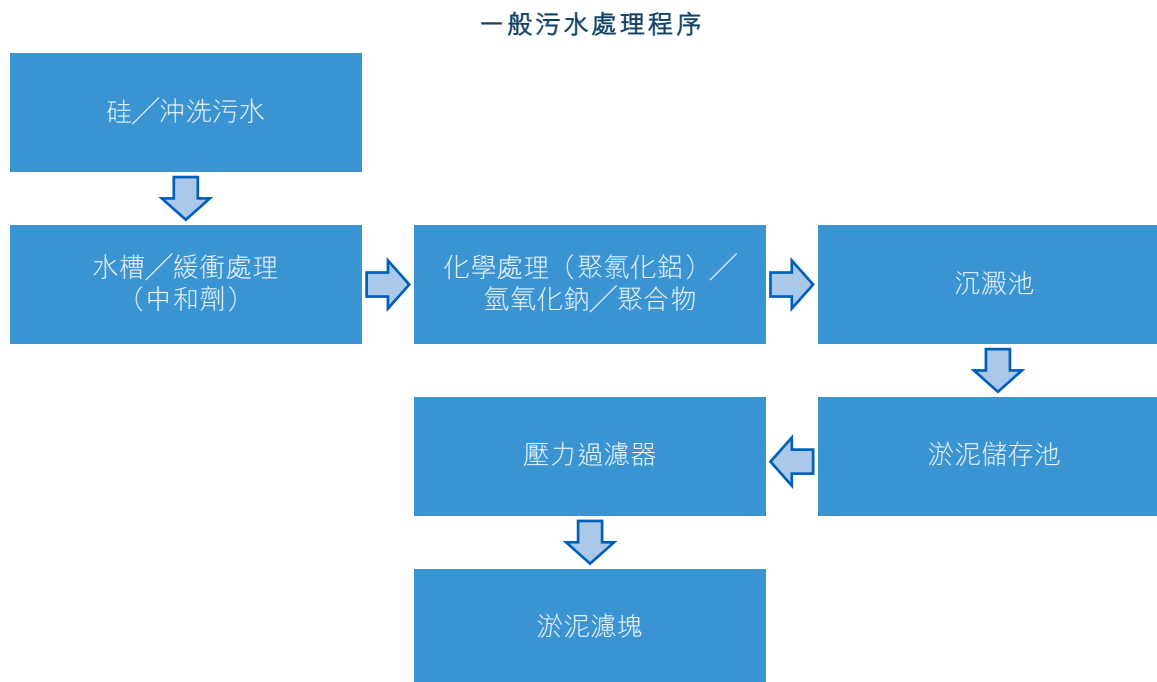 一般污水處理程序
硅／沖洗污水
水槽／緩衝處理
（中和劑）
化學處理（聚氯化鋁）／
氫氧化鈉／聚合物
沉澱池
淤泥儲存池
壓力過濾器
淤泥濾塊